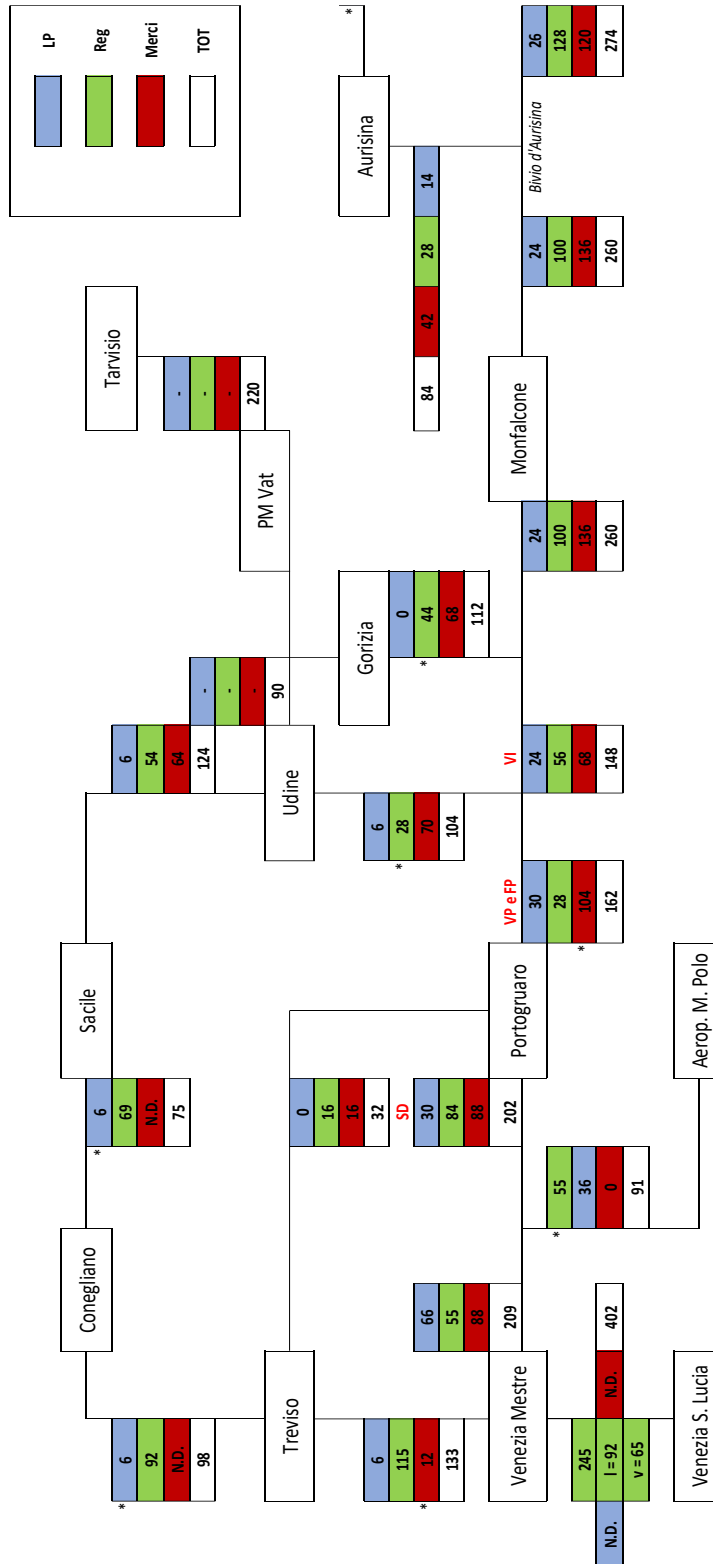 LP
Reg
Merci
TOT
Conegliano
Sacile
Tarvisio
Aurisina
*
*
6
92
N.D.
98
*
6
69
N.D.
75
6
54
64
124
-
-
-
90
-
-
-
220
PM Vat
Treviso
Udine
Gorizia
0
16
16
32
SD
*
6
28
70
104
*
0
44
68
112
84
42
28
14
*
6
115
12
133
66
55
88
209
30
84
88
202
Venezia Mestre
Portogruaro
Monfalcone
Bivio d'Aurisina
VP e FP
30
28
104
*
162
VI
24
56
68
148
24
100
136
260
24
100
136
260
26
128
120
274
N.D.
245
l = 92
v = 65
N.D.
402
*
55
36
0
91
Venezia S. Lucia
Aerop. M. Polo